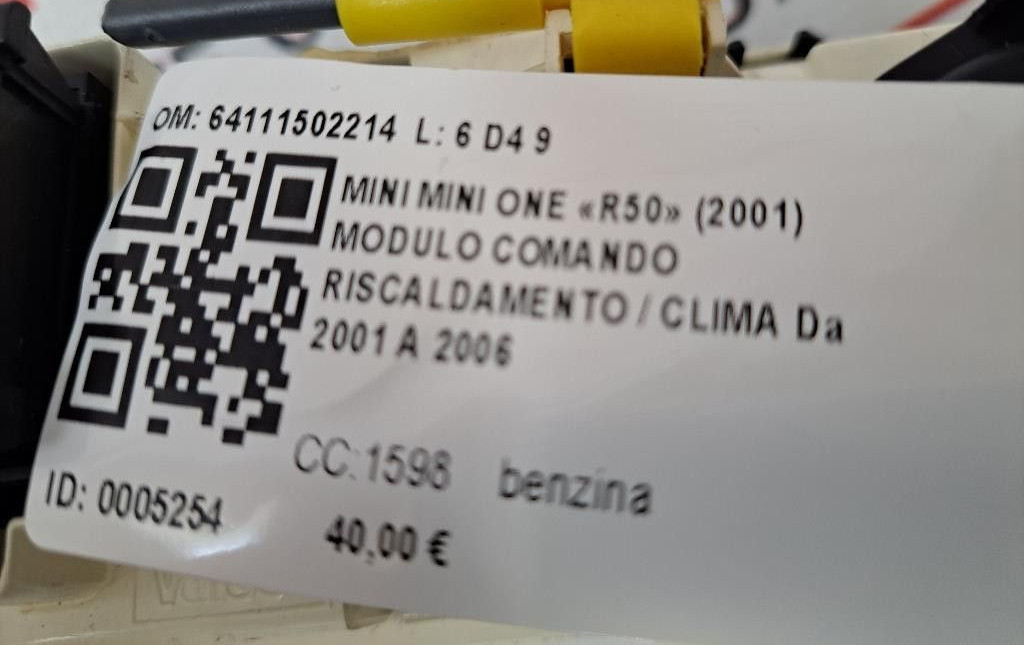 OM: 64111502214 L: 6 D4 9
MINI MINI ONE «R50» (2001)
MODULO COMANDO
RISCALDAMENTO / CLIMA Da
2001 A 2006
CC:1598 benzina
ID: 0005254
40,00 €